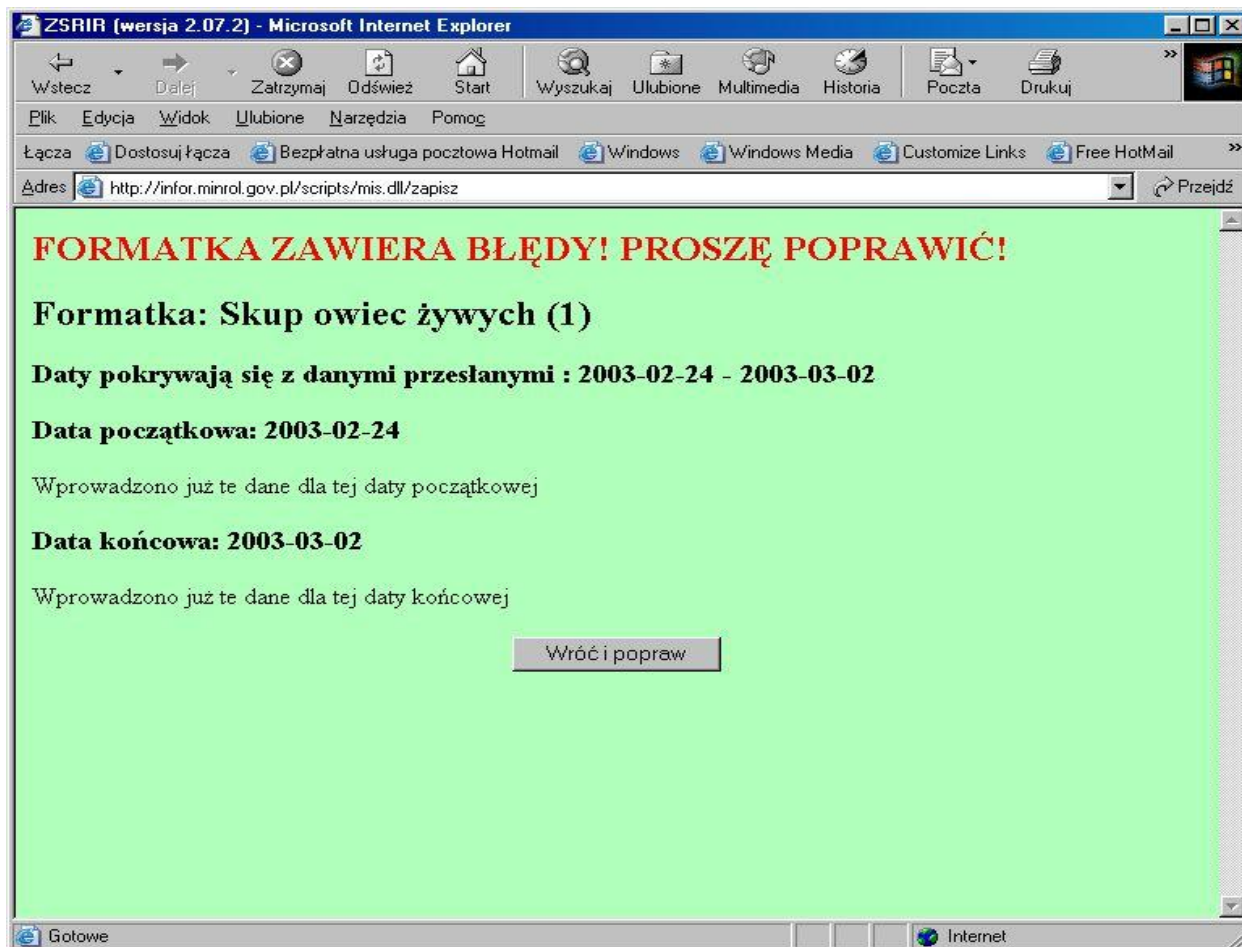 ZSRIR (wersja 2.07.2) - Microsoft Internet Explorer
Wstecz Dalej Zatrzymaj Odśwież Start Wyszukaj Ulubione Multimedia Historia Poczta Drukuj »
Plik Edycja Widok Ulubione Narzędzia Pomoc
Łącza Dostosuj łącza Bezpłatna usługa pocztowa Hotmail Windows Windows Media Customize Links Free HotMail »
Adres http://infor.minrol.gov.pl/scripts/mis.dll/zapisz Przejdź
FORMATKA ZAWIERA BŁĘDY! PROSZĘ POPRAWIĆ!
Formatka: Skup owiec żywych (1)
Daty pokrywają się z danymi przesłanymi : 2003-02-24 - 2003-03-02
Data początkowa: 2003-02-24
Wprowadzono już te dane dla tej daty początkowej
Data końcowa: 2003-03-02
Wprowadzono już te dane dla tej daty końcowej
Wróć i popraw
Gotowe Internet